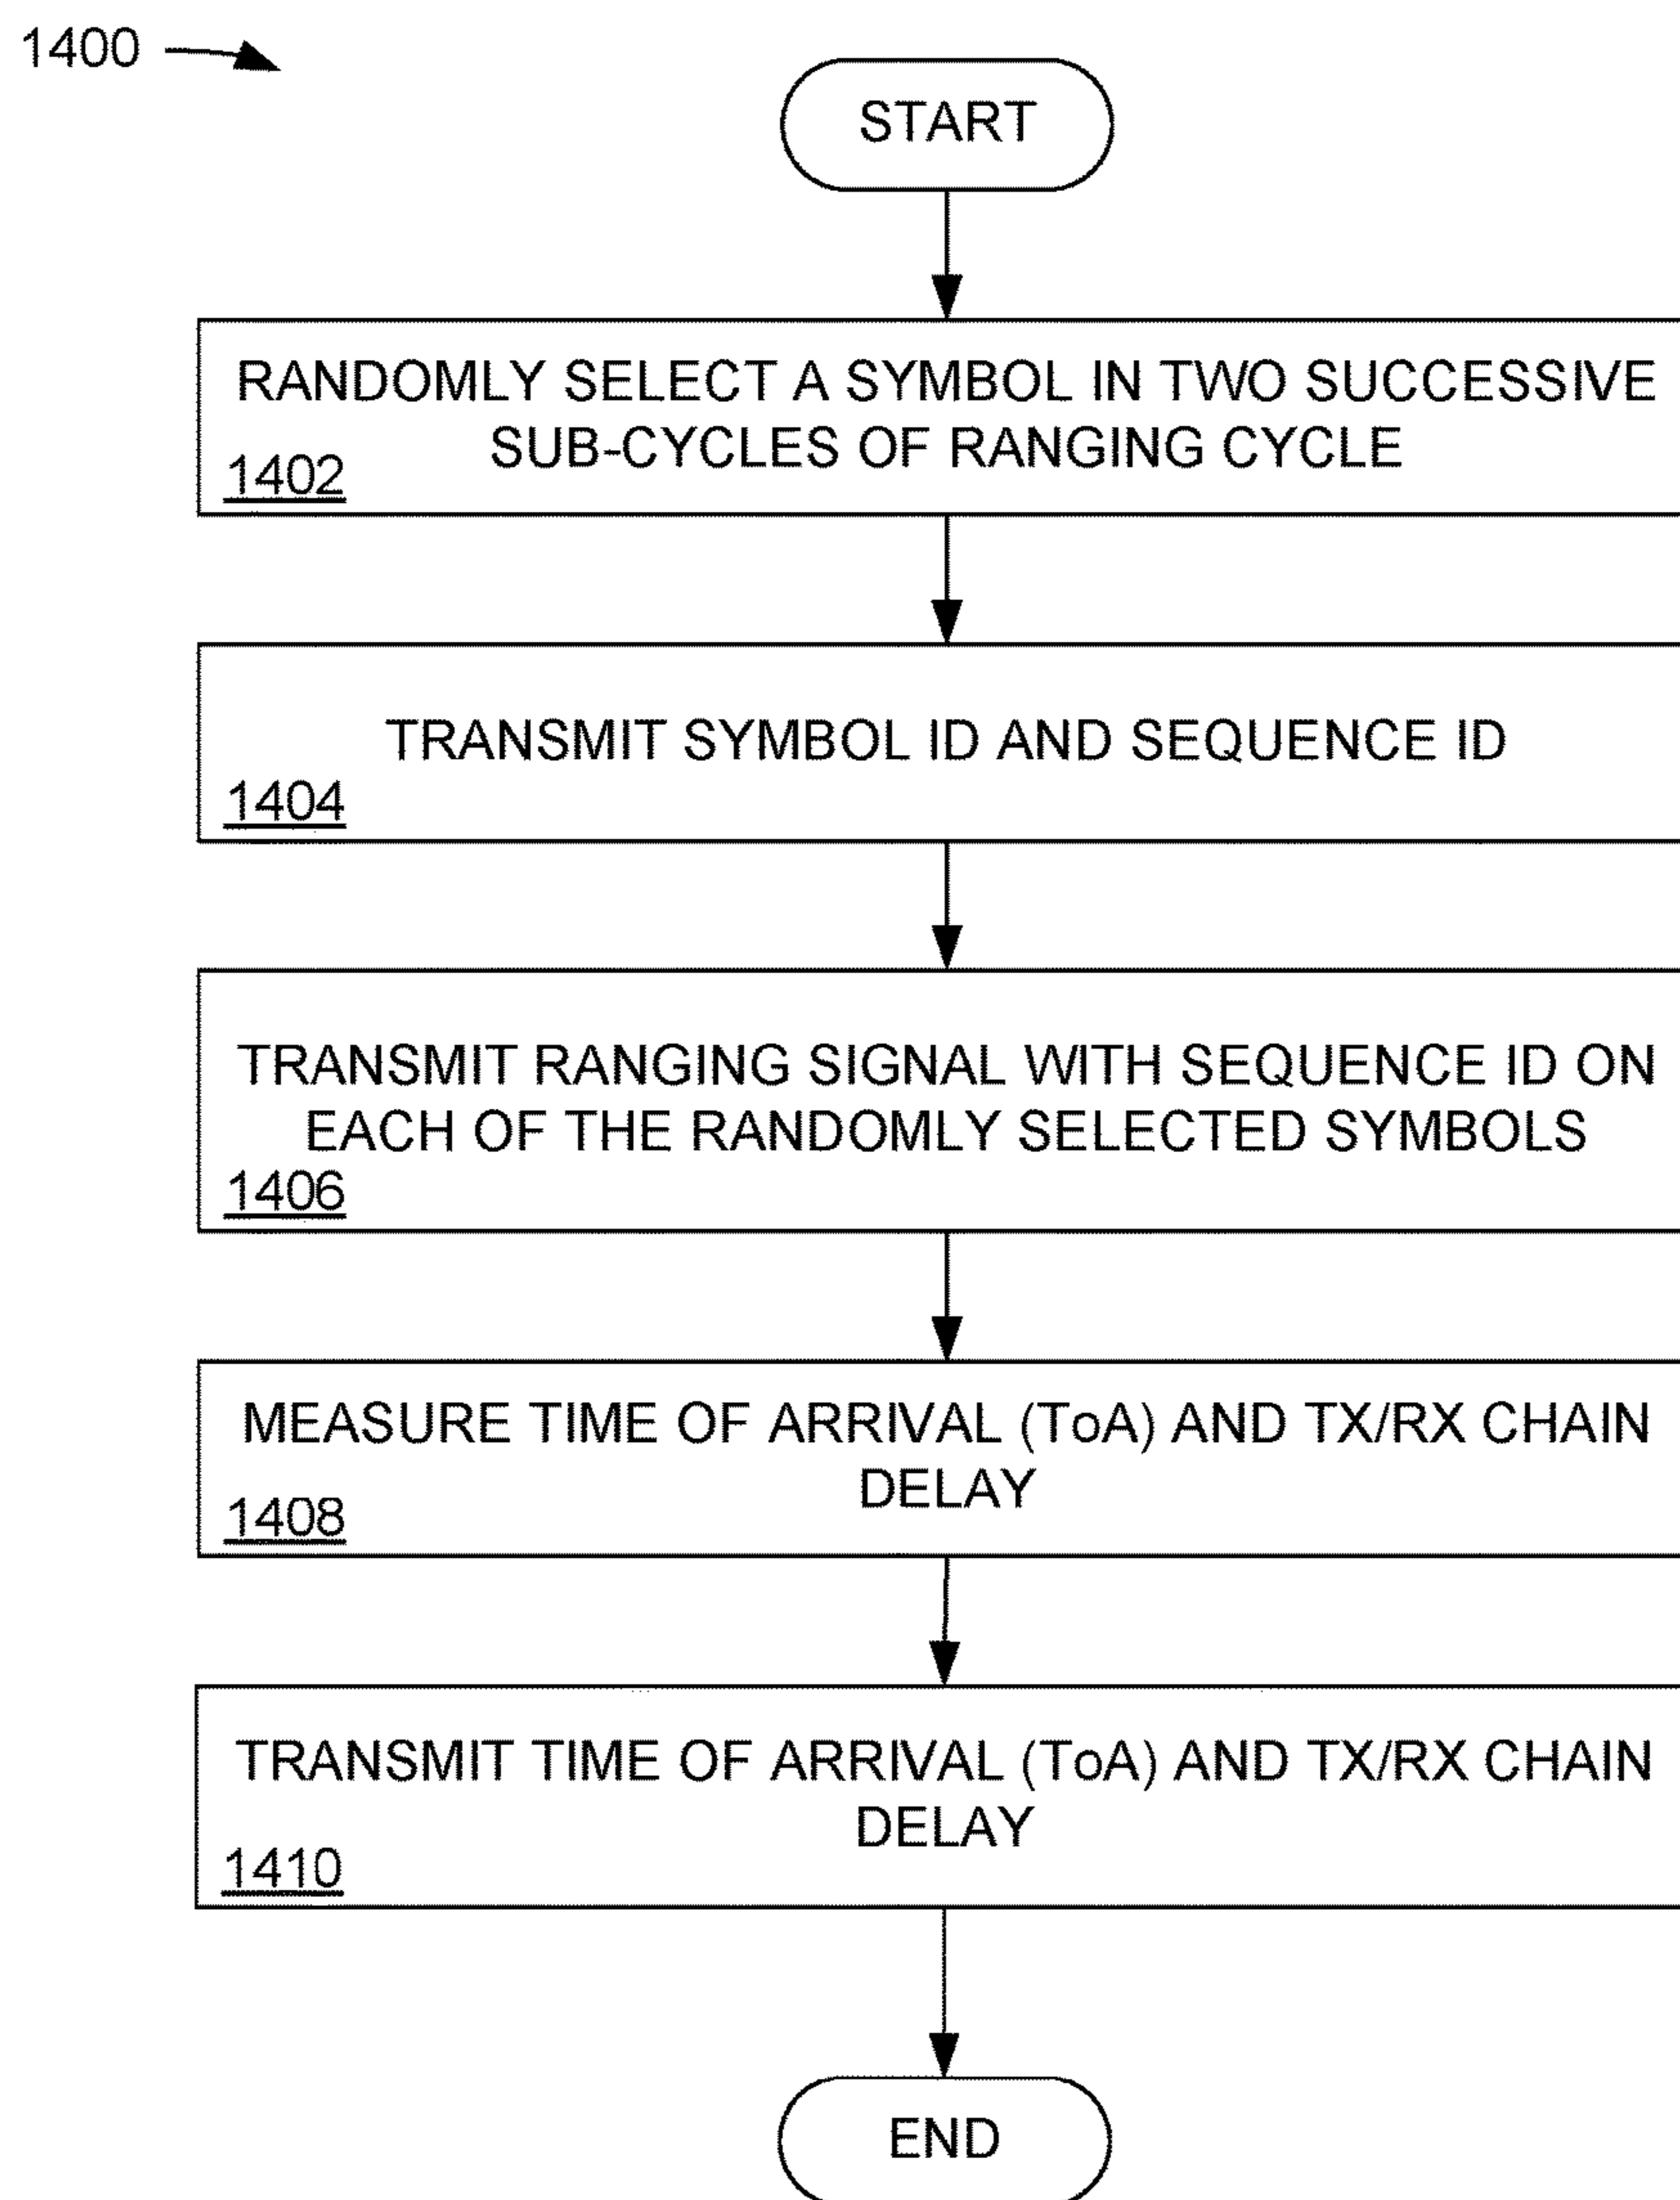 1400
START
RANDOMLY SELECT A SYMBOL IN TWO SUCCESSIVE
SUB-CYCLES OF RANGING CYCLE
1402
TRANSMIT SYMBOL ID AND SEQUENCE ID
1404
TRANSMIT RANGING SIGNAL WITH SEQUENCE ID ON
EACH OF THE RANDOMLY SELECTED SYMBOLS
1406
MEASURE TIME OF ARRIVAL (ToA) AND TX/RX CHAIN
DELAY
1408
TRANSMIT TIME OF ARRIVAL (ToA) AND TX/RX CHAIN
DELAY
1410
END